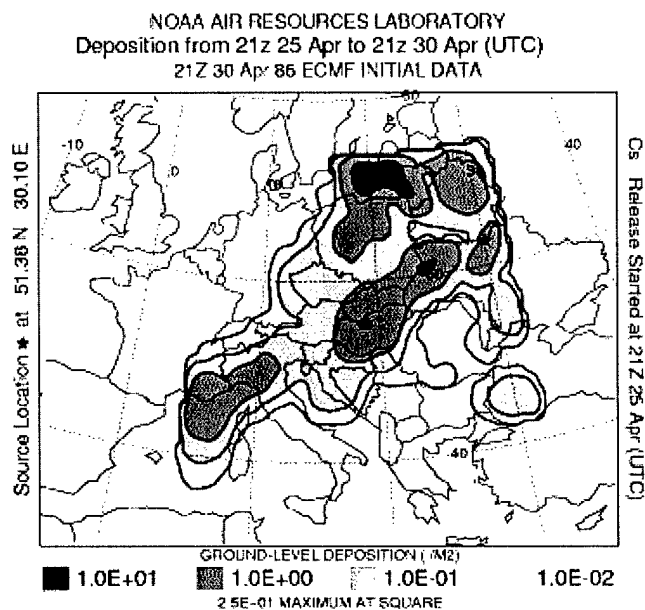 NOAA AIR RESOURCES LABORATORY
Deposition from 21z 25 Apr to 21z 30 Apr (UTC)
21Z 30 Apr 86 ECMF INITIAL DATA
Source Location ★ at 51.38 N 30.10 E
-10
0
40
40
Cs Release Started at 21Z 25 Apr (UTC)
GROUND-LEVEL DEPOSITION ( /M2)
1.0E+01 1.0E+00 1.0E-01 1.0E-02
2.5E-01 MAXIMUM AT SQUARE